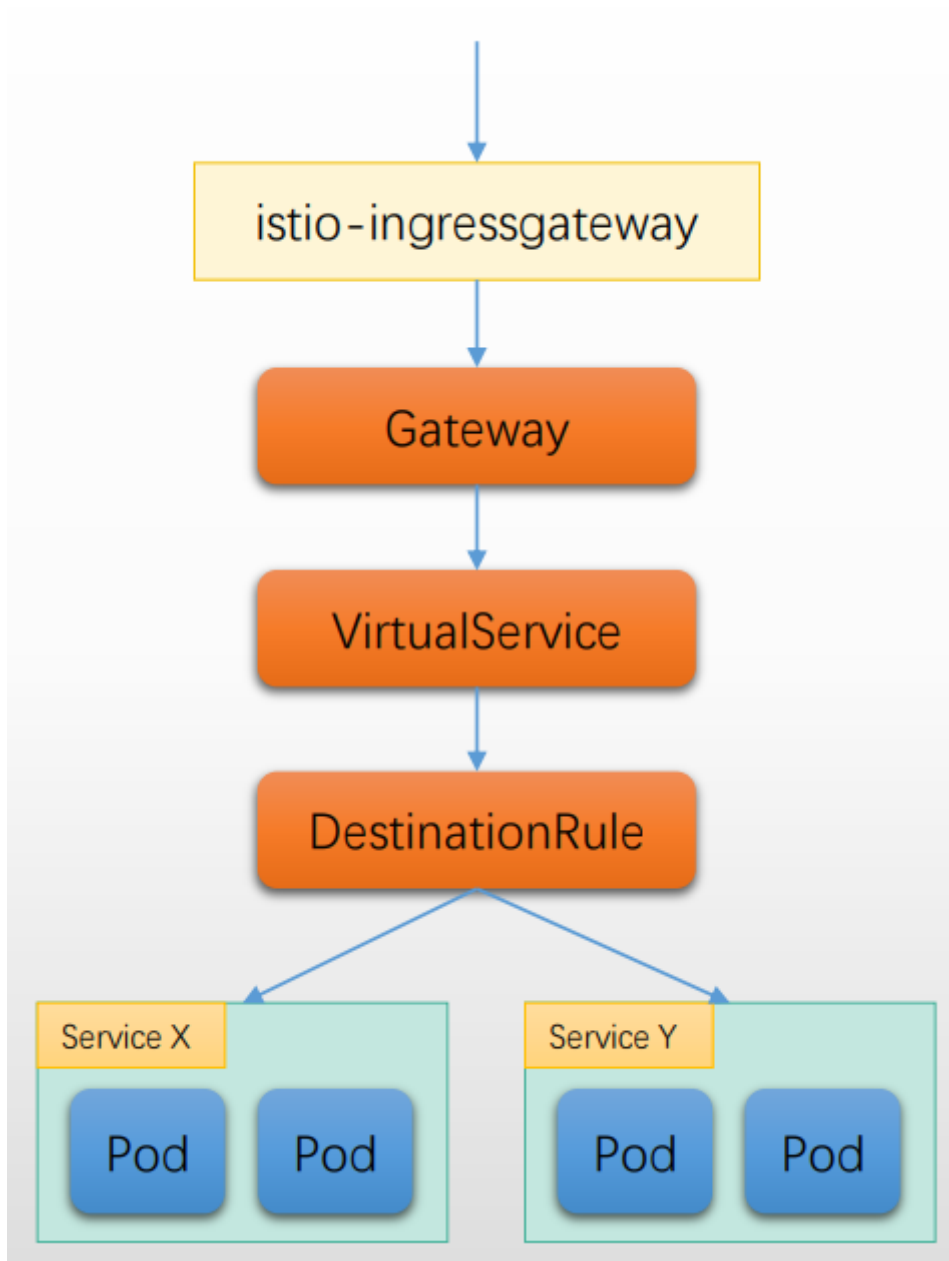 istio-ingressgateway
Gateway
VirtualService
DestinationRule
Service X
Pod
Pod
Service Y
Pod
Pod